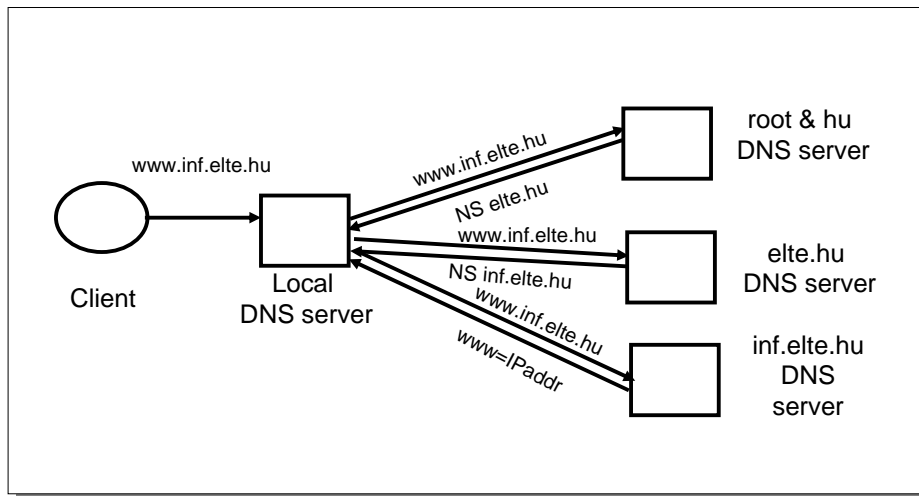 root & hu
DNS server
www.inf.elte.hu
www.inf.elte.hu
NS elte.hu
www.inf.elte.hu
elte.hu
DNS server
NS inf.elte.hu
Client
Local
DNS server
www.inf.elte.hu
www=IPaddr
inf.elte.hu
DNS
server